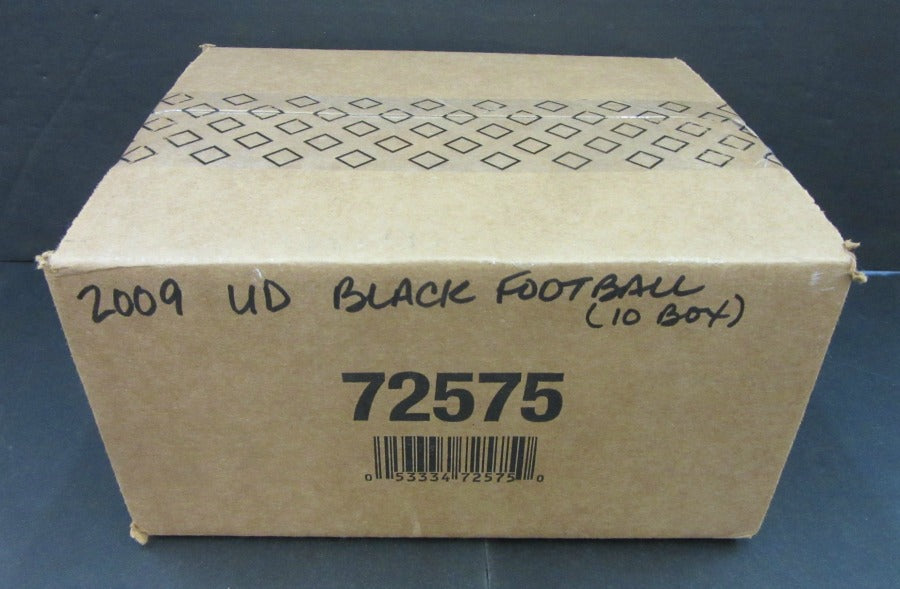 2009 UD BLACK FOOTBALL
(10 BOX)
72575
0 53334 72575 0